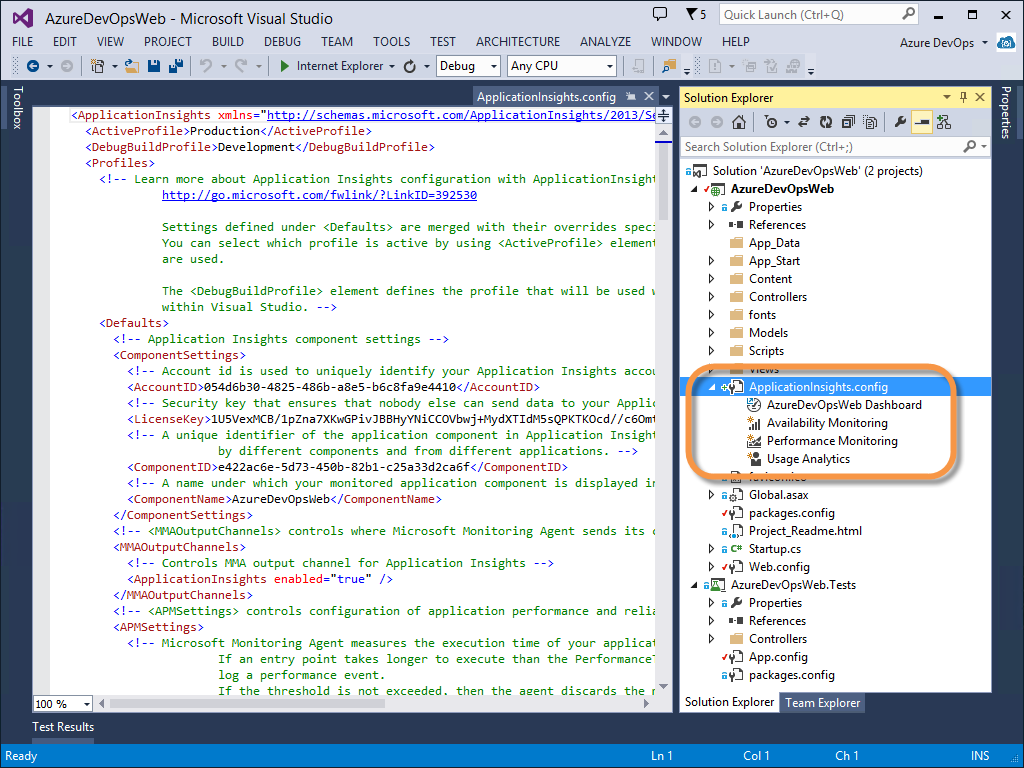 AzureDevOpsWeb - Microsoft Visual Studio
5
Quick Launch (Ctrl+Q)
FILE EDIT VIEW PROJECT BUILD DEBUG TEAM TOOLS TEST ARCHITECTURE ANALYZE WINDOW HELP
Azure DevOps
Internet Explorer
Debug
Any CPU
Toolbox
ApplicationInsights.config
<ApplicationInsights xmlns="http://schemas.microsoft.com/ApplicationInsights/2013/Se
<ActiveProfile>Production</ActiveProfile>
<DebugBuildProfile>Development</DebugBuildProfile>
<Profiles>
<!-- Learn more about Application Insights configuration with ApplicationInsight
http://go.microsoft.com/fwlink/?LinkID=392530
Settings defined under <Defaults> are merged with their overrides speci
You can select which profile is active by using <ActiveProfile> element
are used.
The <DebugBuildProfile> element defines the profile that will be used w
within Visual Studio. -->
<Defaults>
<!-- Application Insights component settings -->
<ComponentSettings>
<!-- Account id is used to uniquely identify your Application Insights accou
<AccountID>054d6b30-4825-486b-a8e5-b6c8fa9e4410</AccountID>
<!-- Security key that ensures that nobody else can send data to your Applic
<LicenseKey>1U5VexMCB/1pZna7XKwGPivJBBHyYNiCCOVbwj+MydXTIdM5sQPKTKOcd//c6Omt
<!-- A unique identifier of the application component in Application Insight
by different components and from different applications. -->
<ComponentID>e422ac6e-5d73-450b-82b1-c25a33d2ca6f</ComponentID>
<!-- A name under which your monitored application component is displayed in
<ComponentName>AzureDevOpsWeb</ComponentName>
</ComponentSettings>
<!-- <MMAOutputChannels> controls where Microsoft Monitoring Agent sends its c
<MMAOutputChannels>
<!-- Controls MMA output channel for Application Insights -->
<ApplicationInsights enabled="true" />
</MMAOutputChannels>
<!-- <APMSettings> controls configuration of application performance and relia
<APMSettings>
<!-- Microsoft Monitoring Agent measures the execution time of your applicat
If an entry point takes longer to execute than the Performance
log a performance event.
If the threshold is not exceeded, then the agent discards the m
100 %
Solution Explorer
Search Solution Explorer (Ctrl+;)
Solution 'AzureDevOpsWeb' (2 projects)
AzureDevOpsWeb
Properties
References
App_Data
App_Start
Content
Controllers
fonts
Models
Scripts
Views
ApplicationInsights.config
AzureDevOpsWeb Dashboard
Availability Monitoring
Performance Monitoring
Usage Analytics
favicon.ico
Global.asax
packages.config
Project_Readme.html
C# Startup.cs
Web.config
AzureDevOpsWeb.Tests
Properties
References
Controllers
App.config
packages.config
Solution Explorer
Team Explorer
Properties
Test Results
Ready
Ln 1
Col 1
Ch 1
INS